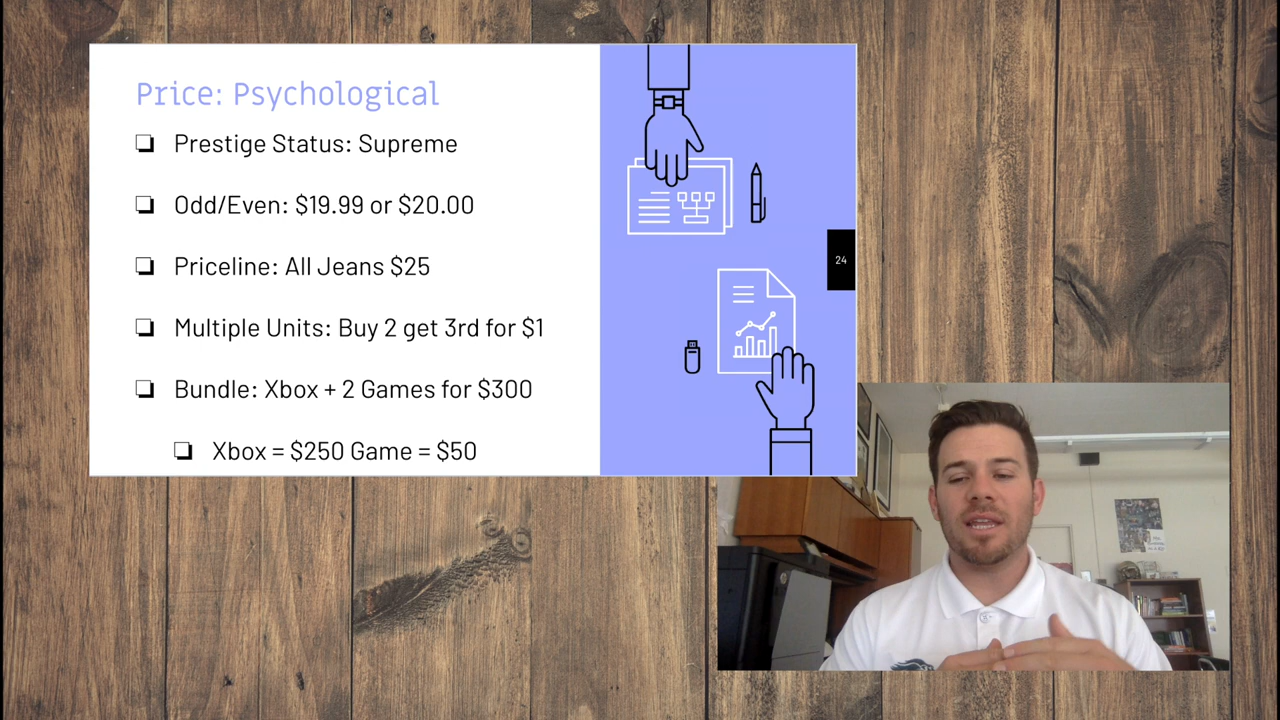 Price: Psychological
Prestige Status: Supreme
Odd/Even: $19.99 or $20.00
Priceline: All Jeans $25
Multiple Units: Buy 2 get 3rd for $1
Bundle: Xbox + 2 Games for $300
Xbox = $250 Game = $50
24